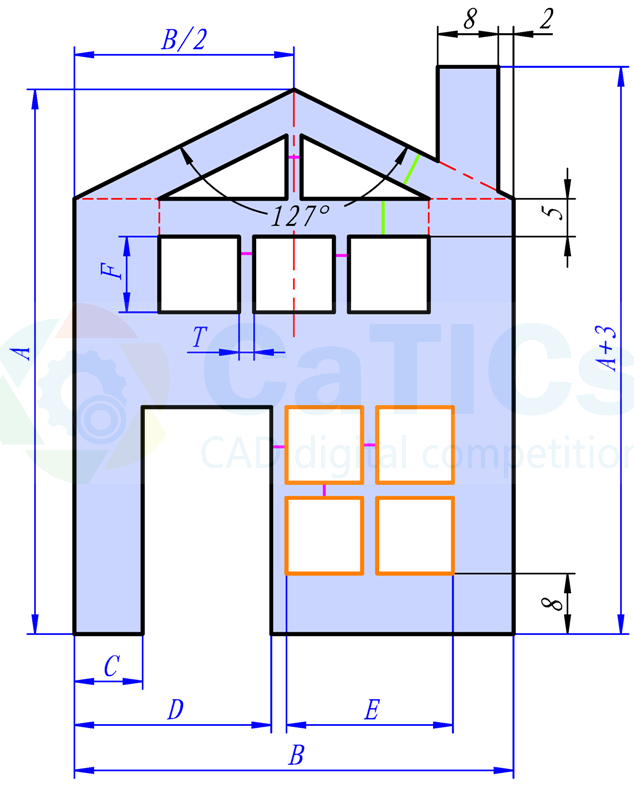 8
2
B/2
127°
5
F
T
A
A+3
CaTICs
CAD digital competition
8
C
D
E
B